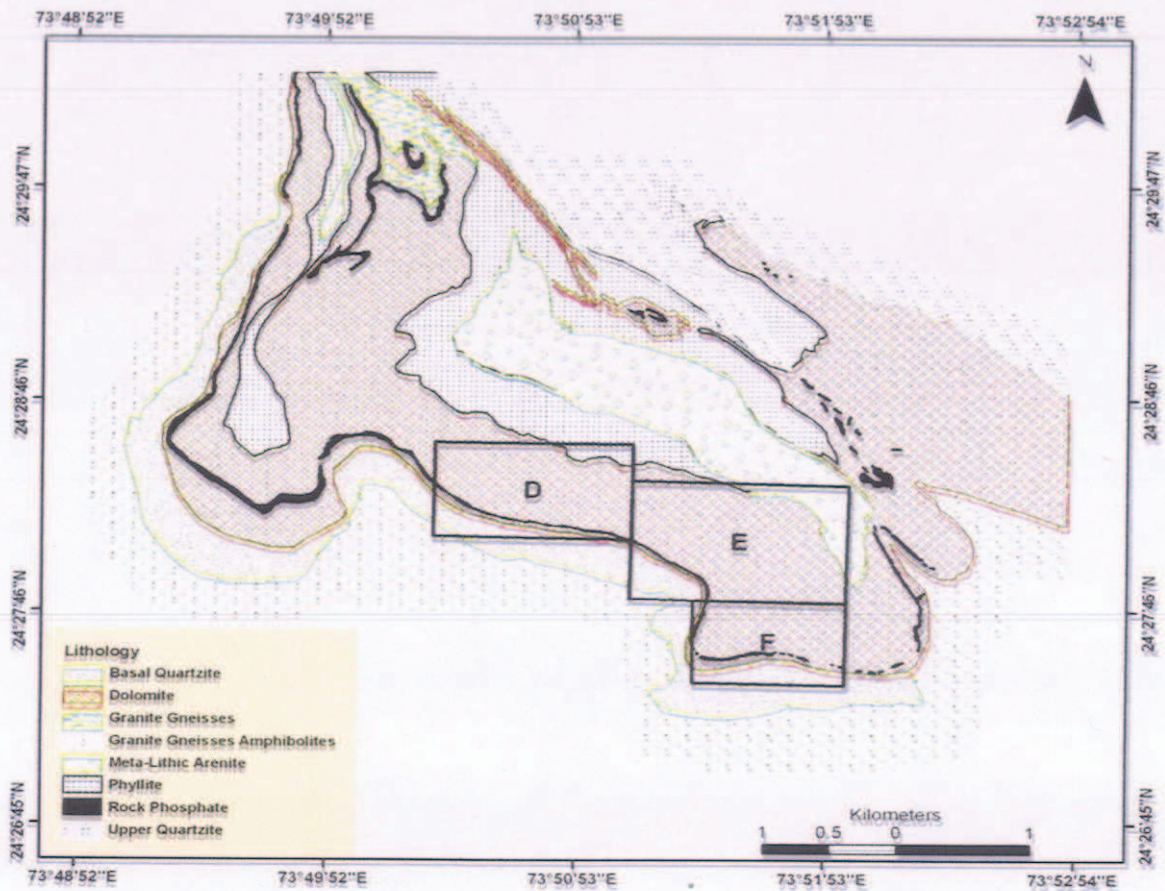 73°48'52"E 73°49'52"E 73°50'53"E 73°51'53"E 73°52'54"E
N
24°29'47"N 24°29'47"N
24°28'46"N 24°28'46"N
D
E
24°27'46"N 24°27'46"N
F
Lithology
Basal Quartzite
Dolomite
Granite Gneisses
Granite Gneisses Amphibolites
Meta-Lithic Arenite
Phyllite
Rock Phosphate
Upper Quartzite
Kilometers
1 0.5 0 1
24°26'45"N 24°26'45"N
73°48'52"E 73°49'52"E 73°50'53"E 73°51'53"E 73°52'54"E